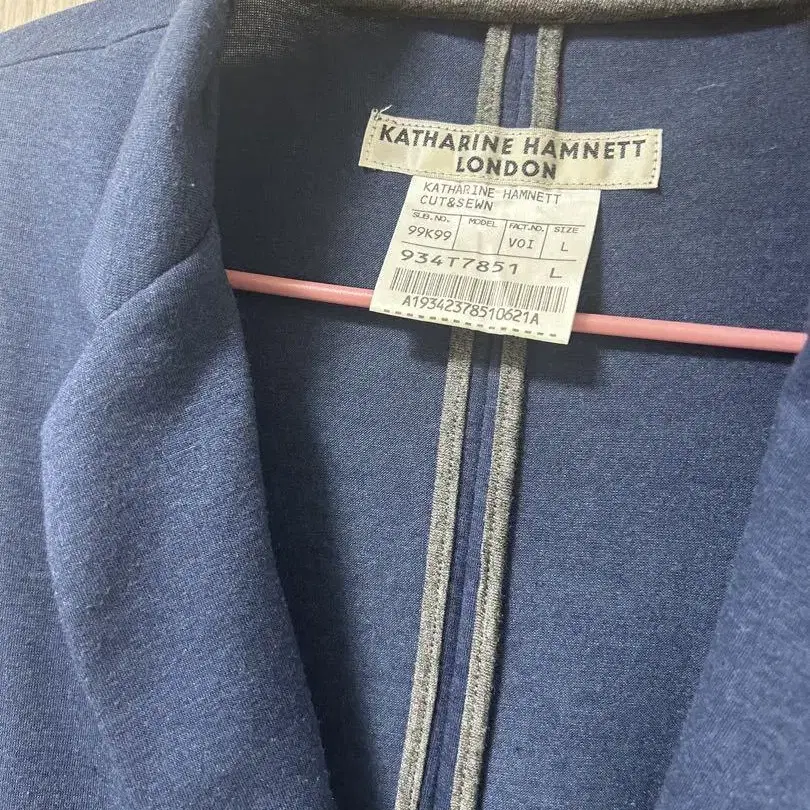 KATHARINE HAMNETT
LONDON
KATHARINE HAMNETT
CUT&SEWN
SUB.NO. MODEL FACT.NO. SIZE
99K99 VOI L
934T7851 L
A19342378510621A